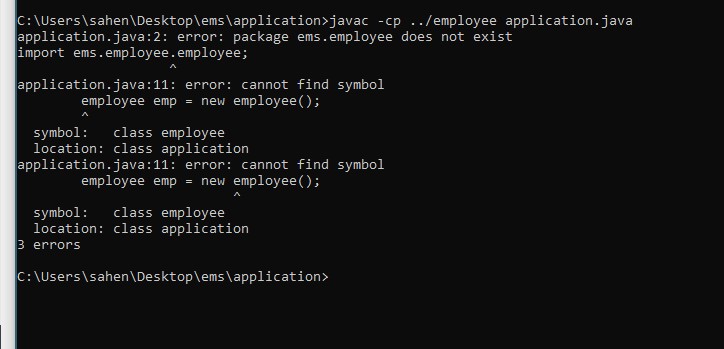 C:\Users\sahen\Desktop\ems\application>javac -cp ../employee application.java
application.java:2: error: package ems.employee does not exist
import ems.employee.employee;
                   ^
application.java:11: error: cannot find symbol
        employee emp = new employee();
        ^
  symbol:   class employee
  location: class application
application.java:11: error: cannot find symbol
        employee emp = new employee();
                           ^
  symbol:   class employee
  location: class application
3 errors
C:\Users\sahen\Desktop\ems\application>